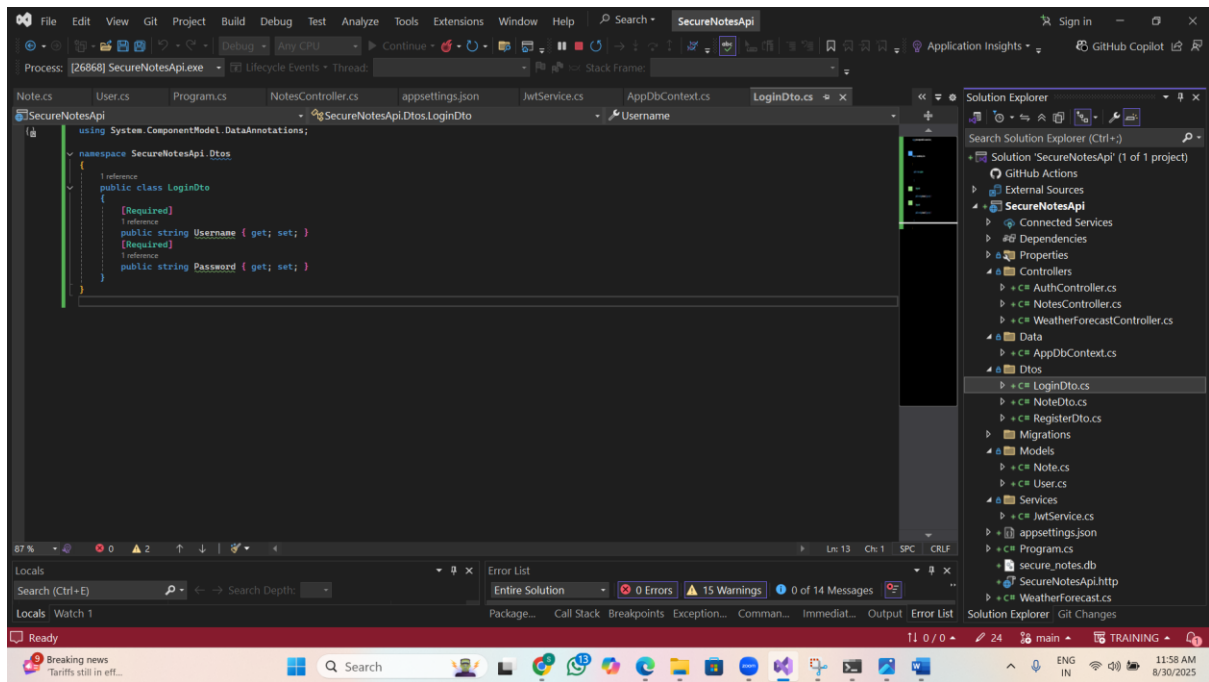 File Edit View Git Project Build Debug Test Analyze Tools Extensions Window Help Search SecureNotesApi Sign in
Debug Any CPU Continue Application Insights GitHub Copilot
Process: [26868] SecureNotesApi.exe Lifecycle Events Thread: Stack Frame:
Note.cs User.cs Program.cs NotesController.cs appsettings.json JwtService.cs AppDbContext.cs LoginDto.cs
SecureNotesApi SecureNotesApi.Dtos.LoginDto Username
using System.ComponentModel.DataAnnotations;
namespace SecureNotesApi.Dtos
{
1 reference
public class LoginDto
{
[Required]
1 reference
public string Username { get; set; }
[Required]
1 reference
public string Password { get; set; }
}
}
87 % 0 2 Ln: 13 Ch: 1 SPC CRLF
Locals
Search (Ctrl+E) Search Depth:
Locals Watch 1
Error List
Entire Solution 0 Errors 15 Warnings 0 of 14 Messages
Package... Call Stack Breakpoints Exception... Comman... Immediat... Output Error List
Solution Explorer
Search Solution Explorer (Ctrl+;)
Solution 'SecureNotesApi' (1 of 1 project)
GitHub Actions
External Sources
SecureNotesApi
Connected Services
Dependencies
Properties
Controllers
C# AuthController.cs
C# NotesController.cs
C# WeatherForecastController.cs
Data
C# AppDbContext.cs
Dtos
C# LoginDto.cs
C# NoteDto.cs
C# RegisterDto.cs
Migrations
Models
C# Note.cs
C# User.cs
Services
C# JwtService.cs
appsettings.json
C# Program.cs
secure_notes.db
SecureNotesApi.http
C# WeatherForecast.cs
Solution Explorer Git Changes
Ready 0 / 0 24 main TRAINING 1
9 Breaking news
'Tariffs still in eff...
Search
13
zoom
ENG
IN
11:58 AM
8/30/2025